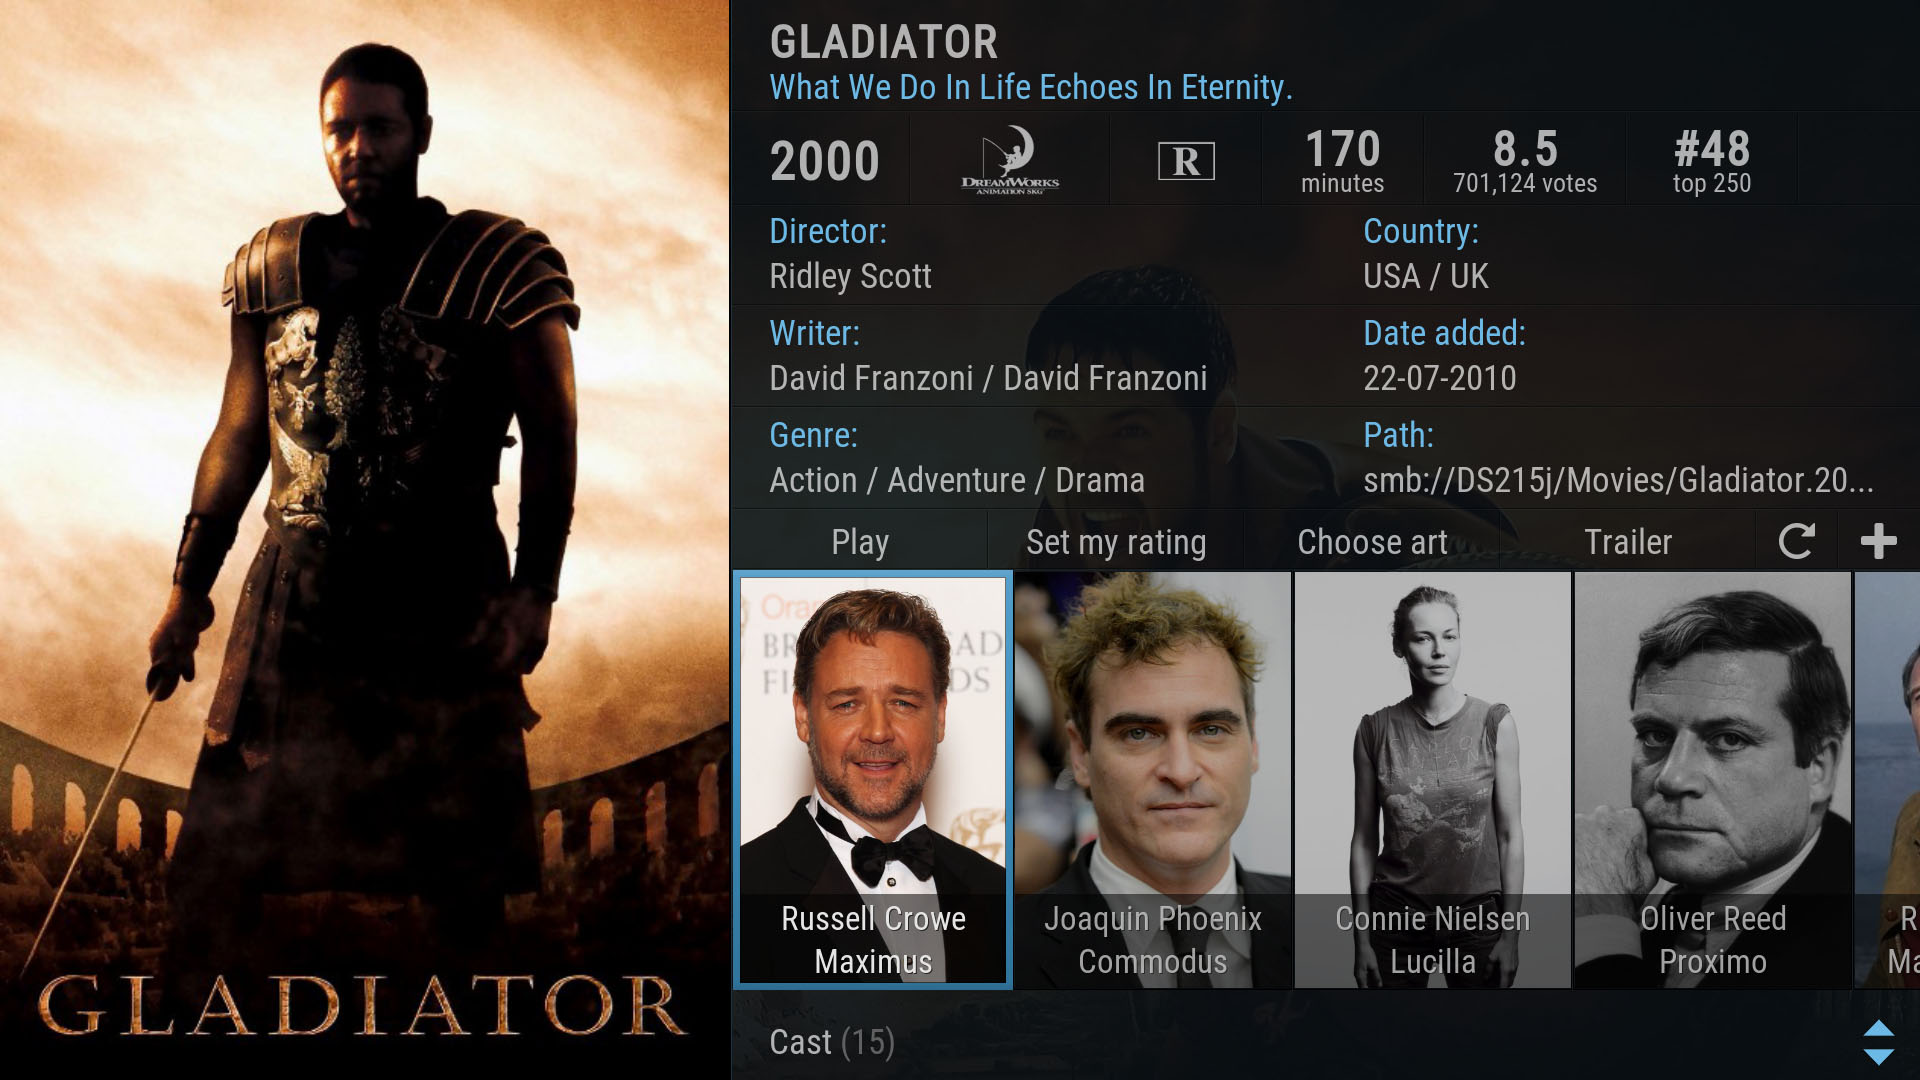 GLADIATOR
GLADIATOR
What We Do In Life Echoes In Eternity.
2000
DREAMWORKS
ANIMATION SKG
R
170
minutes
8.5
701,124 votes
#48
top 250
Director:
Ridley Scott
Country:
USA / UK
Writer:
David Franzoni / David Franzoni
Date added:
22-07-2010
Genre:
Action / Adventure / Drama
Path:
smb://DS215j/Movies/Gladiator.20...
Play
Set my rating
Choose art
Trailer
Russell Crowe
Maximus
Joaquin Phoenix
Commodus
Connie Nielsen
Lucilla
Oliver Reed
Proximo
Cast (15)